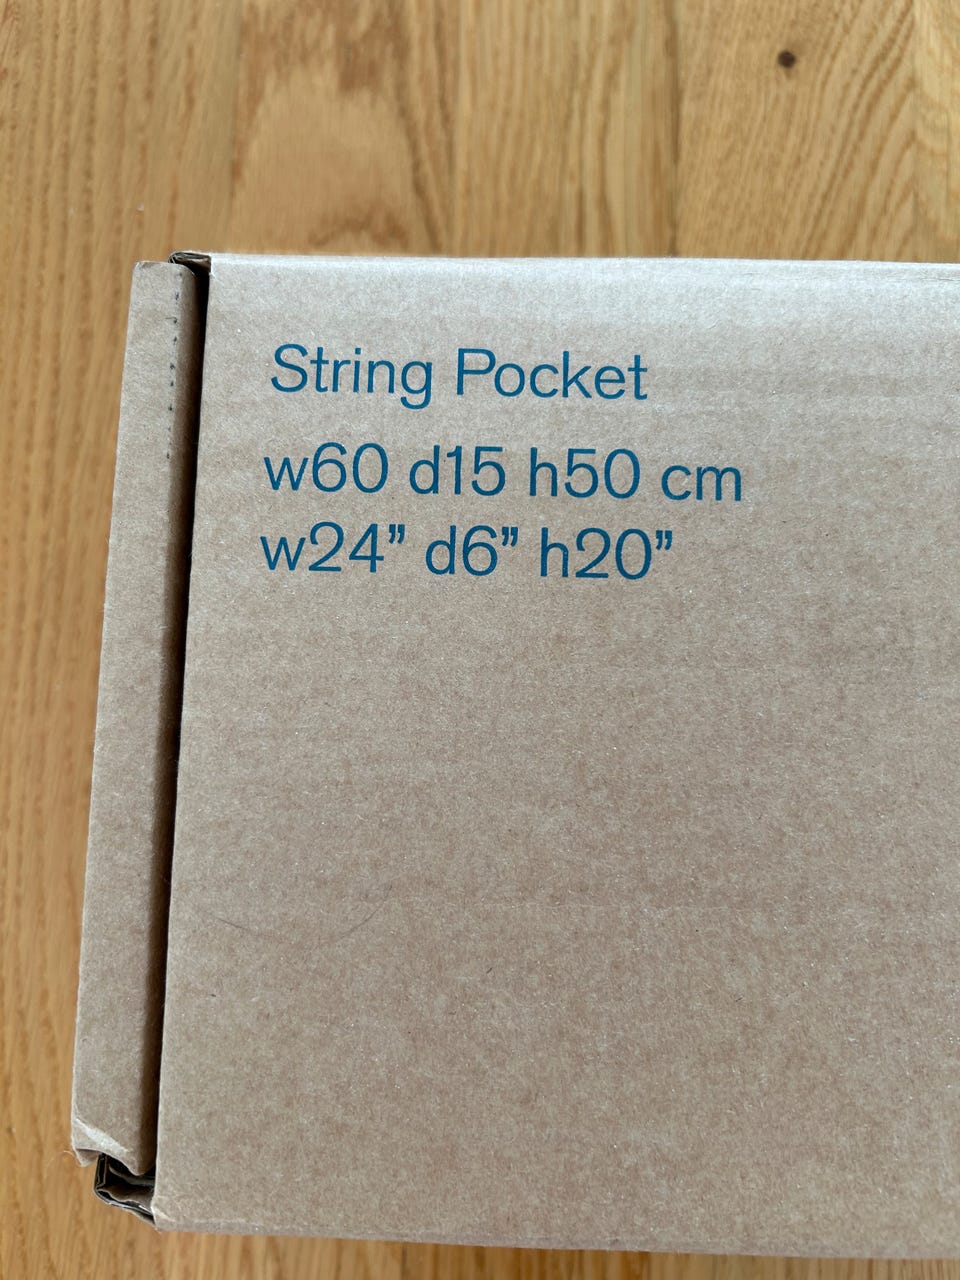 String Pocket
w60 d15 h50 cm
w24” d6” h20”